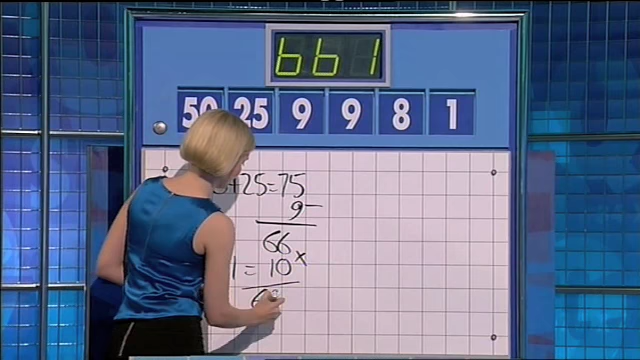 661
50 25 9 9 8 1
+25=75
9-
66
1 = 10 x